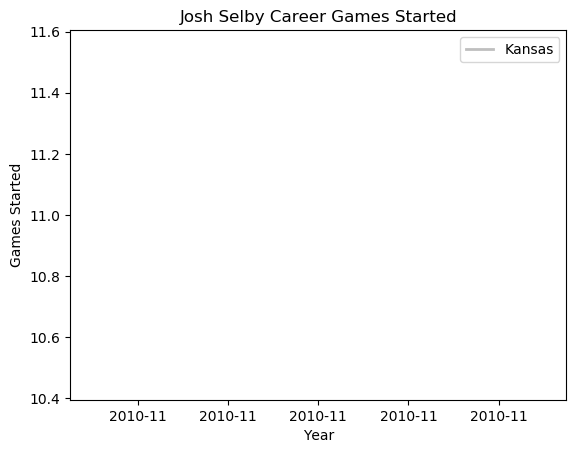 Josh Selby Career Games Started
Kansas
11.6
11.4
11.2
11.0
10.8
10.6
10.4
Games Started
2010-11 2010-11 2010-11 2010-11 2010-11
Year